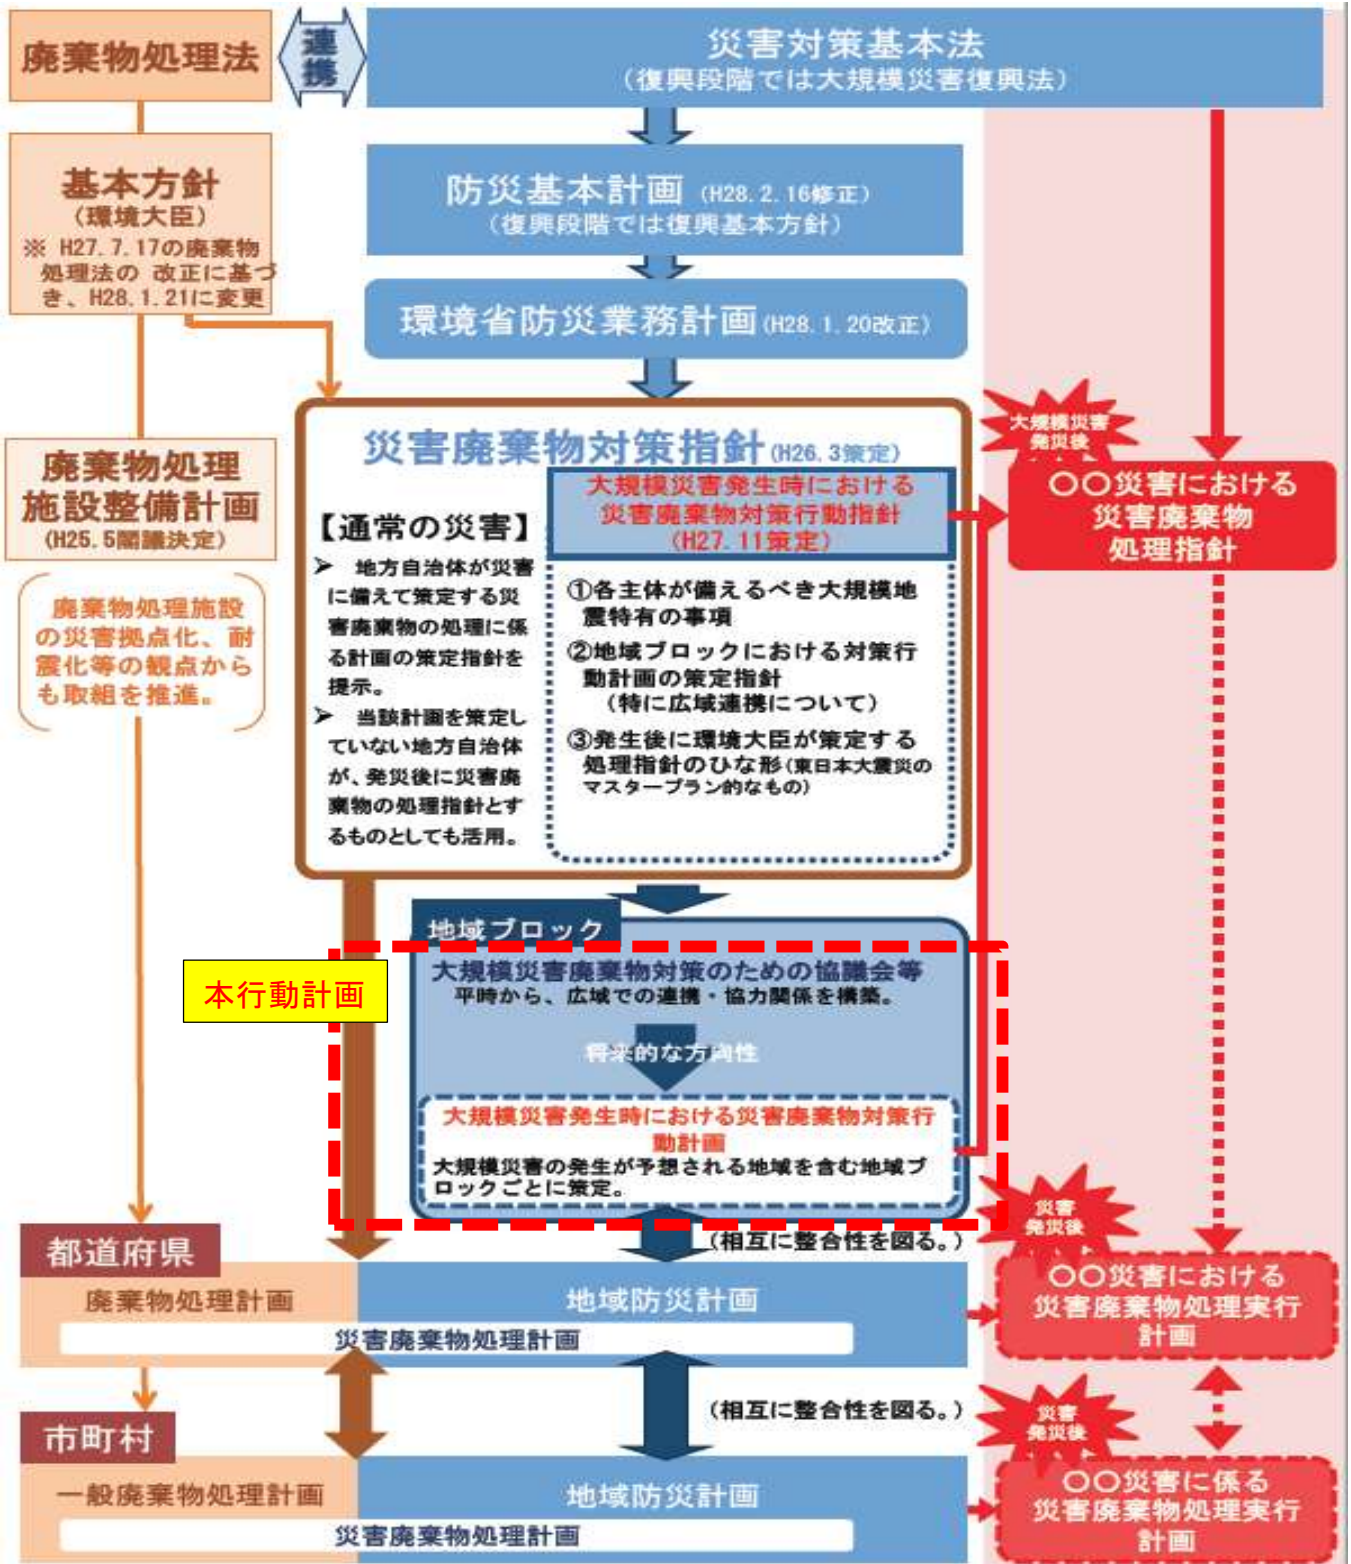 廃棄物処理法
連携
災害対策基本法
(復興段階では大規模災害復興法)
基本方針
(環境大臣)
※ H27.7.17の廃棄物
処理法の 改正に基づ
き、H28.1.21に変更
防災基本計画 (H28.2.16修正)
(復興段階では復興基本方針)
環境省防災業務計画(H28.1.20改正)
廃棄物処理
施設整備計画
(H25.5閣議決定)
廃棄物処理施設
の災害拠点化、耐
震化等の観点から
も取組を推進。
災害廃棄物対策指針(H26.3策定)
【通常の災害】
➢ 地方自治体が災害
に備えて策定する災
害廃棄物の処理に係
る計画の策定指針を
提示。
➢ 当該計画を策定し
ていない地方自治体
が、発災後に災害廃
棄物の処理指針とす
るものとしても活用。
大規模災害発生時における
災害廃棄物対策行動指針
(H27.11策定)
①各主体が備えるべき大規模地
震特有の事項
②地域ブロックにおける対策行
動計画の策定指針
(特に広域連携について)
③発生後に環境大臣が策定する
処理指針のひな形(東日本大震災の
マスタープラン的なもの)
大規模災害
発災後
〇〇災害における
災害廃棄物
処理指針
地域ブロック
本行動計画
大規模災害廃棄物対策のための協議会等
平時から、広域での連携・協力関係を構築。
将来的な方向性
大規模災害発生時における災害廃棄物対策行
動計画
大規模災害の発生が予想される地域を含む地域ブ
ロックごとに策定。
(相互に整合性を図る。)
都道府県
廃棄物処理計画
地域防災計画
災害廃棄物処理計画
災害
発災後
〇〇災害における
災害廃棄物処理実行
計画
(相互に整合性を図る。)
市町村
一般廃棄物処理計画
地域防災計画
災害廃棄物処理計画
災害
発災後
〇〇災害に係る
災害廃棄物処理実行
計画